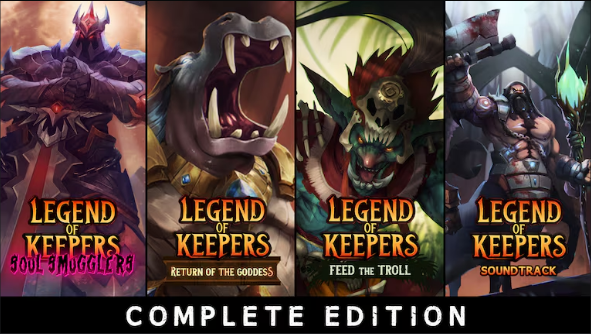 LEGEND
OF
KEEPERS
SOUL SMUGGLERS
LEGEND
OF
KEEPERS
RETURN OF THE GODDESS
LEGEND
OF
KEEPERS
FEED THE TROLL
LEGEND
OF
KEEPERS
SOUNDTRACK
COMPLETE EDITION